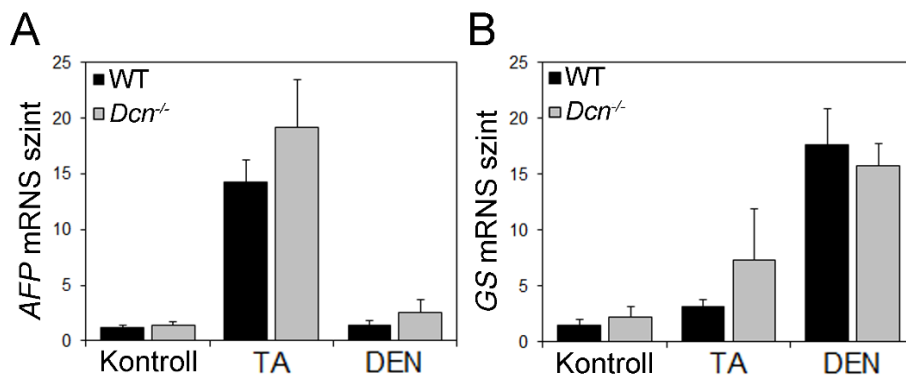 A
AFP mRNS szint
25
20
15
10
5
0
WT
Dcn-/-
Kontroll TA DEN
B
GS mRNS szint
25
20
15
10
5
0
WT
Dcn-/-
Kontroll TA DEN